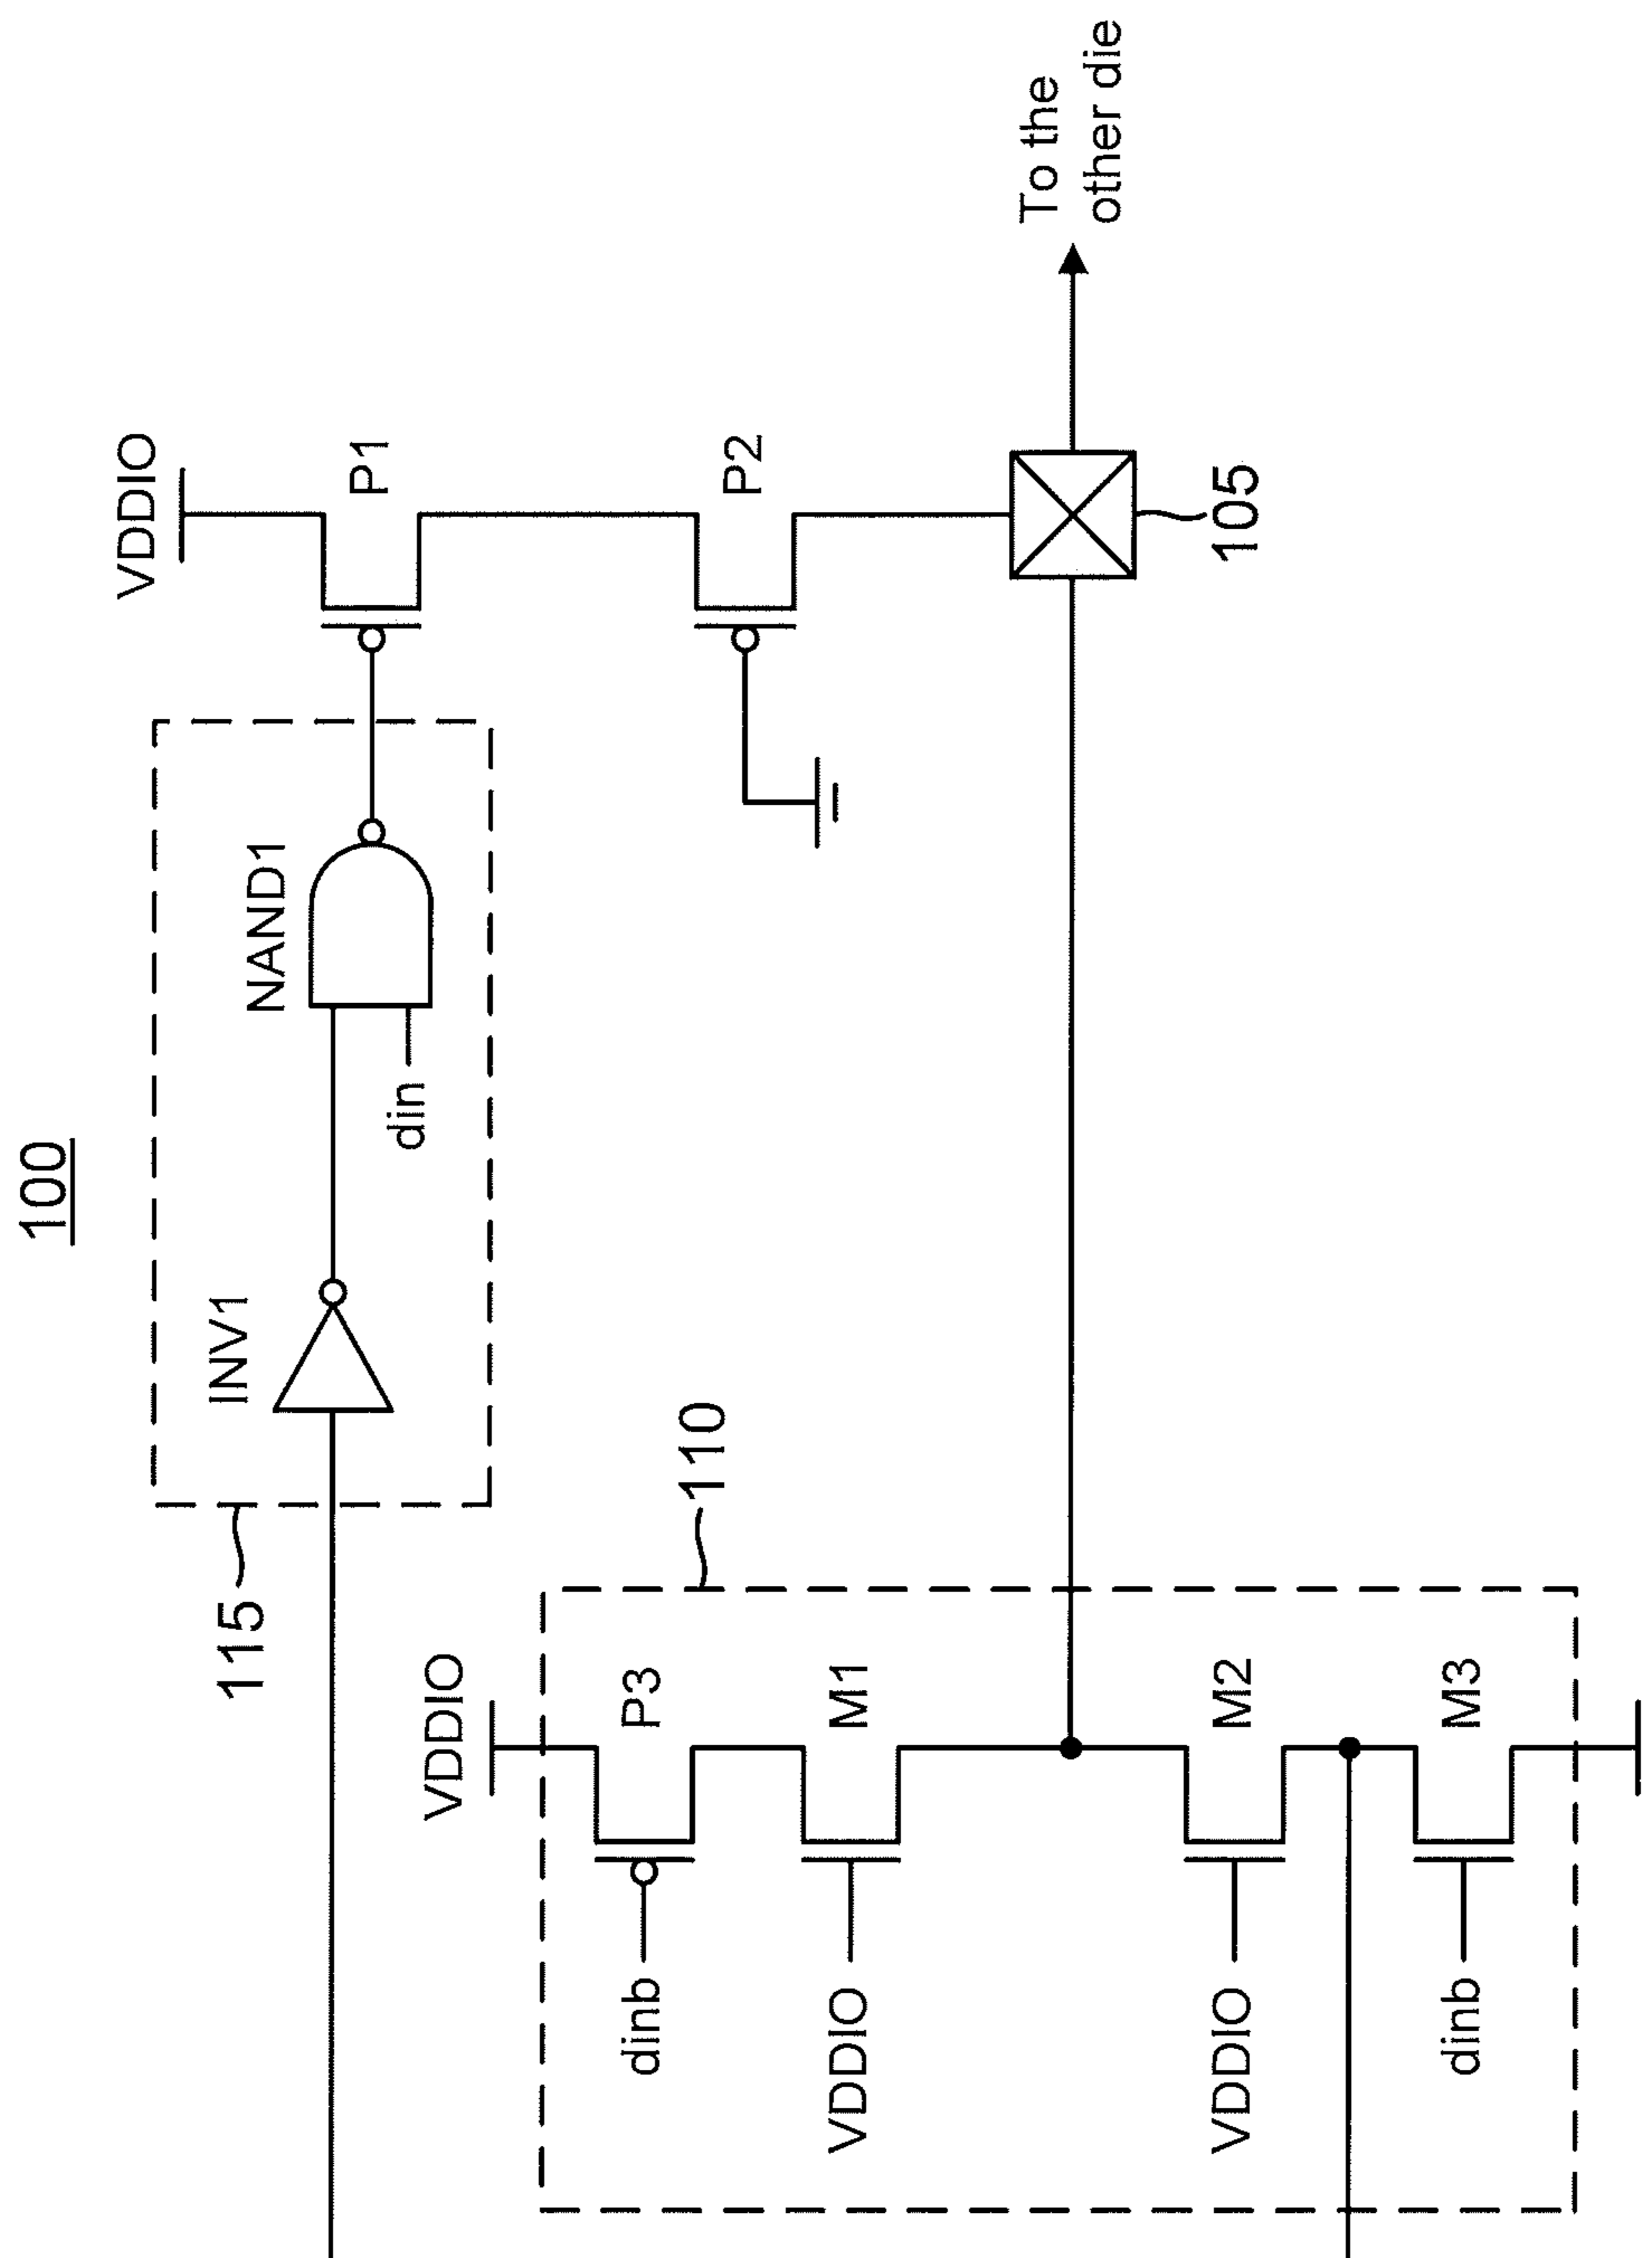 100
VDDIO
P1
INV1
NAND1
din
115
P2
VDDIO
110
dinb
P3
VDDIO
M1
To the
other die
105
VDDIO
M2
dinb
M3